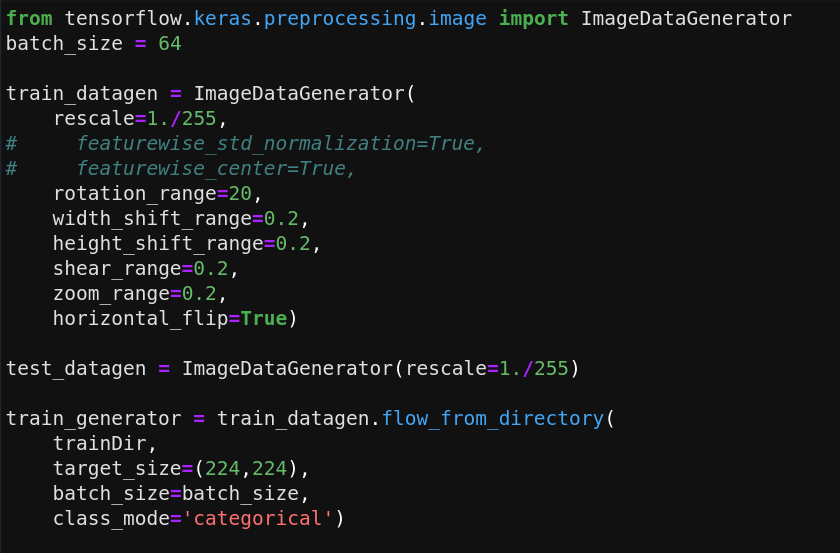 from tensorflow.keras.preprocessing.image import ImageDataGenerator
batch_size = 64
train_datagen = ImageDataGenerator(
    rescale=1./255,
#     featurewise_std_normalization=True,
#     featurewise_center=True,
    rotation_range=20,
    width_shift_range=0.2,
    height_shift_range=0.2,
    shear_range=0.2,
    zoom_range=0.2,
    horizontal_flip=True)
test_datagen = ImageDataGenerator(rescale=1./255)
train_generator = train_datagen.flow_from_directory(
    trainDir,
    target_size=(224,224),
    batch_size=batch_size,
    class_mode='categorical')